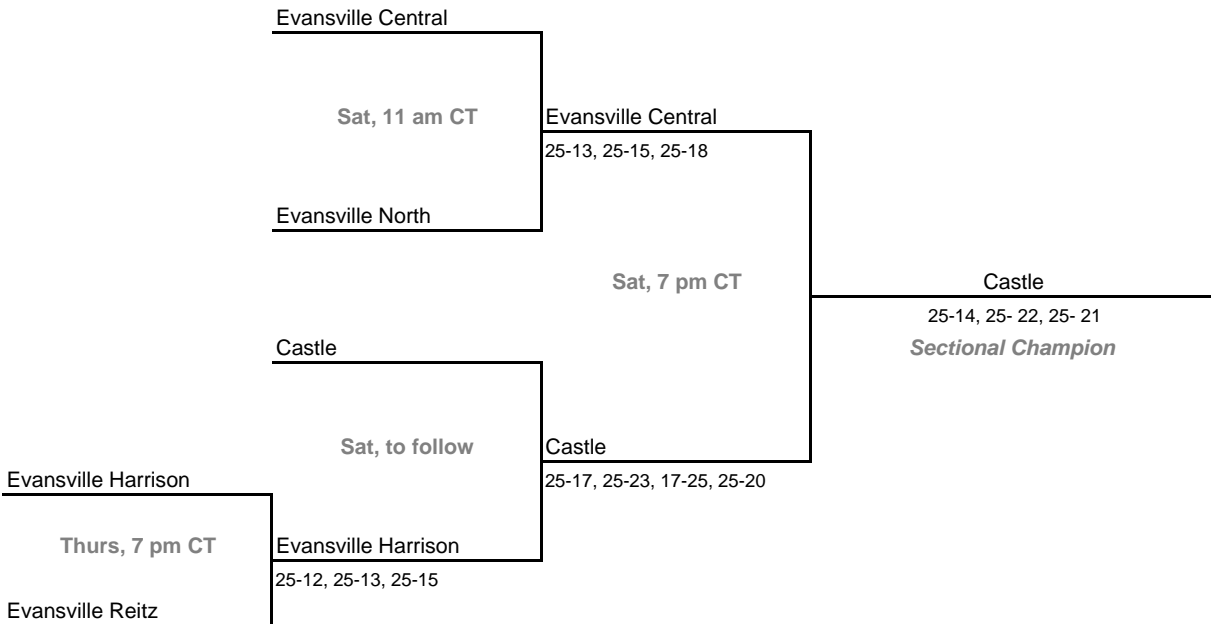 Evansville Central
Sat, 11 am CT
Evansville Central
25-13, 25-15, 25-18
Evansville North
Sat, 7 pm CT
Castle
25-14, 25- 22, 25- 21
Sectional Champion
Castle
Sat, to follow
Castle
25-17, 25-23, 17-25, 25-20
Evansville Harrison
Thurs, 7 pm CT
Evansville Harrison
25-12, 25-13, 25-15
Evansville Reitz